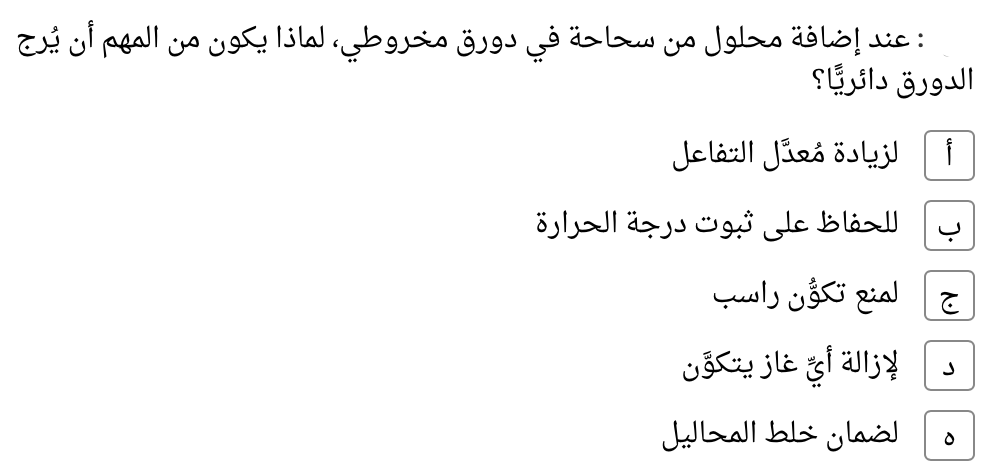 : عند إضافة محلول من سحاحة في دورق مخروطي، لماذا يكون من المهم أن يُرج
الدورق دائريًّا؟
أ لزيادة مُعدَّل التفاعل
ب للحفاظ على ثبوت درجة الحرارة
ج لمنع تكوُّن راسب
د لإزالة أيِّ غاز يتكوَّن
ه لضمان خلط المحاليل